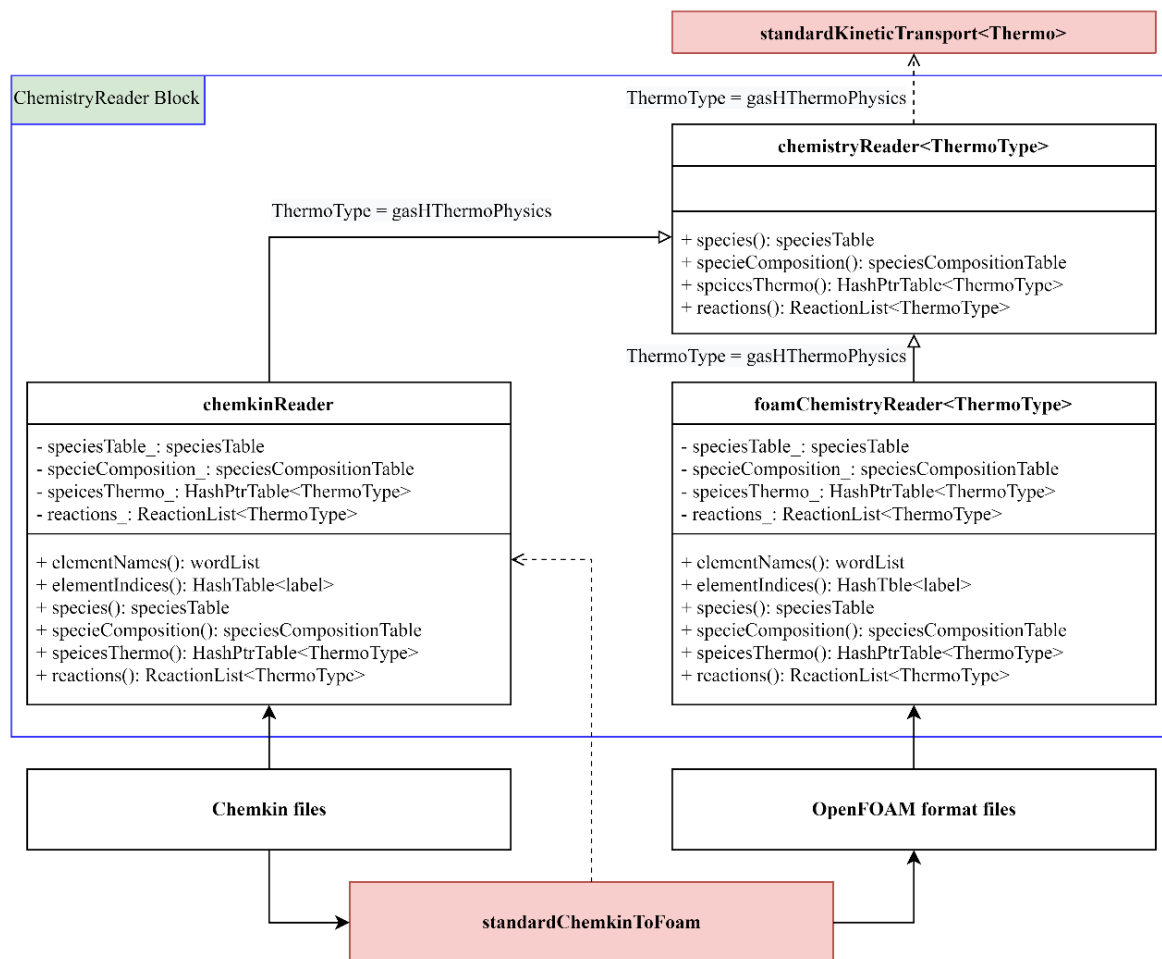 standardKineticTransport<Thermo>
ChemistryReader Block
ThermoType = gasHThermoPhysics
chemistryReader<ThermoType>
ThermoType = gasHThermoPhysics
+ species(): speciesTable
+ specieComposition(): speciesCompositionTable
+ speicesThermo(): HashPtrTable<ThermoType>
+ reactions(): ReactionList<ThermoType>
ThermoType = gasHThermoPhysics
chemkinReader
- speciesTable_: speciesTable
- specieComposition_: speciesCompositionTable
- speicesThermo_: HashPtrTable<ThermoType>
- reactions_: ReactionList<ThermoType>
+ elementNames(): wordList
+ elementIndices(): HashTable<label>
+ species(): speciesTable
+ specieComposition(): speciesCompositionTable
+ speicesThermo(): HashPtrTable<ThermoType>
+ reactions(): ReactionList<ThermoType>
foamChemistryReader<ThermoType>
- speciesTable_: speciesTable
- specieComposition_: speciesCompositionTable
- speicesThermo_: HashPtrTable<ThermoType>
- reactions_: ReactionList<ThermoType>
+ elementNames(): wordList
+ elementIndices(): HashTble<label>
+ species(): speciesTable
+ specieComposition(): speciesCompositionTable
+ speicesThermo(): HashPtrTable<ThermoType>
+ reactions(): ReactionList<ThermoType>
Chemkin files
OpenFOAM format files
standardChemkinToFoam